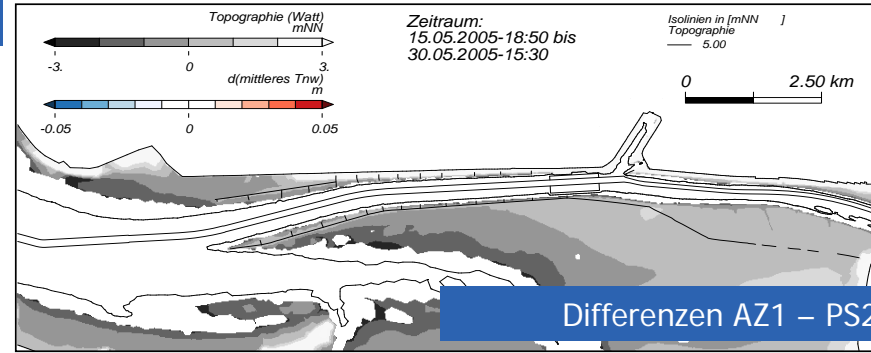 Topographie (Watt)
mNN
-3. 0 3.
d(mittleres Tnw)
m
-0.05 0 0.05
Zeitraum:
15.05.2005-18:50 bis
30.05.2005-15:30
Isolinien in [mNN ]
Topographie
5.00
0 2.50 km
Differenzen AZ1 – PS2